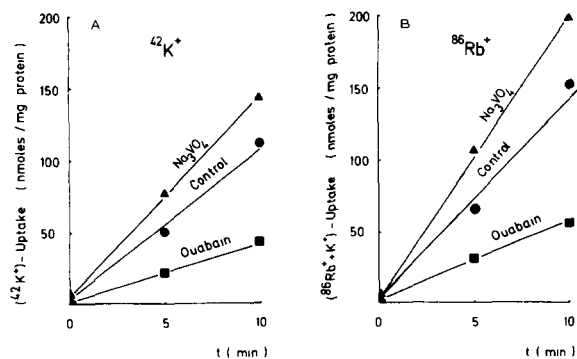 A
⁴²K⁺
(⁴²K⁺) - Uptake ( nmoles / mg protein )
200
150
100
50
Na₃VO₄
Control
Ouabain
0
5
10
t ( min )
B
⁸⁶Rb⁺
(⁸⁶Rb⁺+K⁺) - Uptake ( nmoles / mg protein )
200
150
100
50
Na₃VO₄
Control
Ouabain
0
5
10
t ( min )